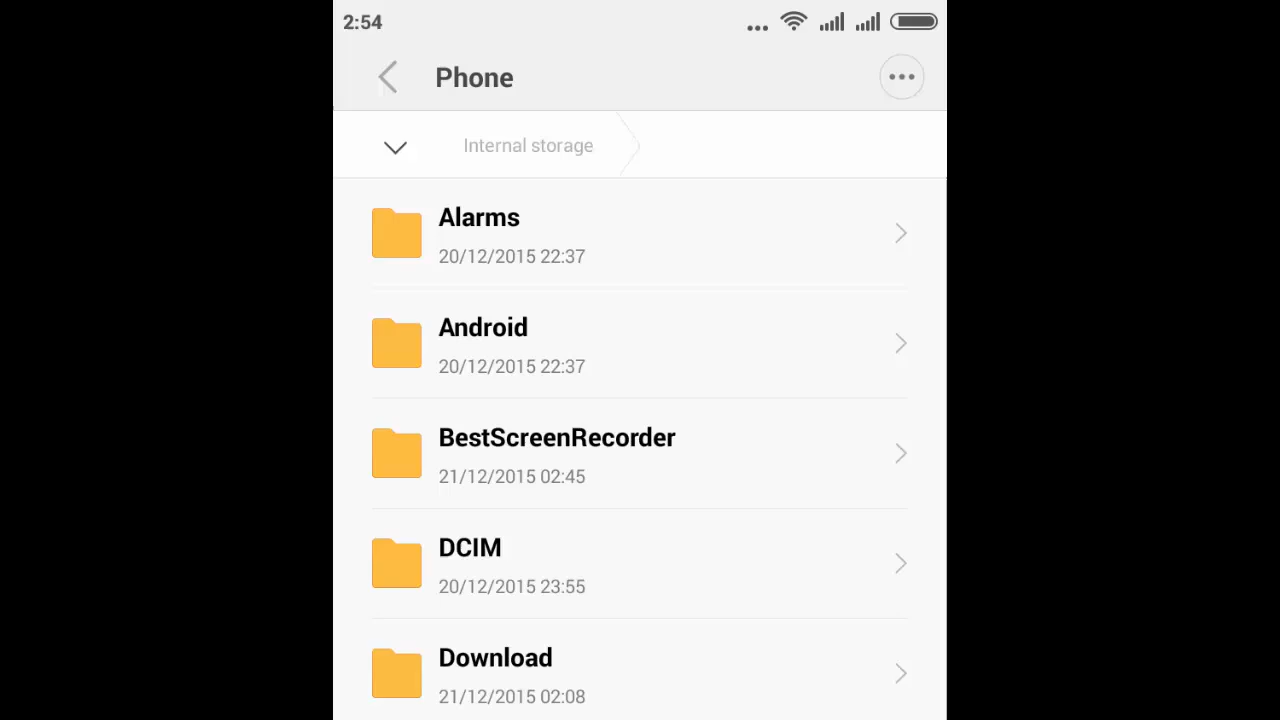 2:54
Phone
Internal storage
Alarms
20/12/2015 22:37
Android
20/12/2015 22:37
BestScreenRecorder
21/12/2015 02:45
DCIM
20/12/2015 23:55
Download
21/12/2015 02:08